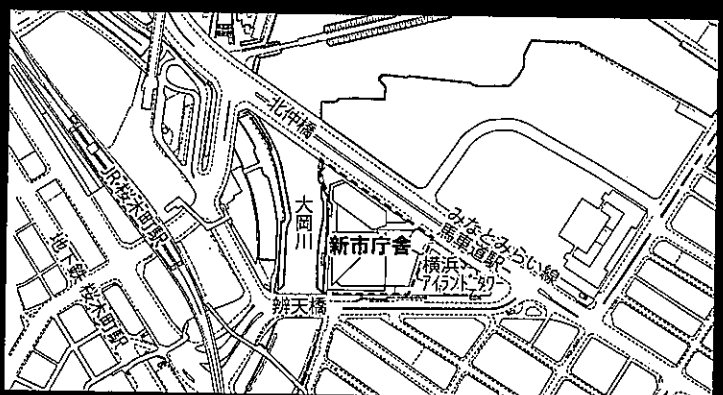 北仲橋
大岡川
JR桜木町駅
地下鉄
桜木町駅
新市庁舎
みなとみらい線
馬車道駅
横浜
アイランドタワー
辨天橋